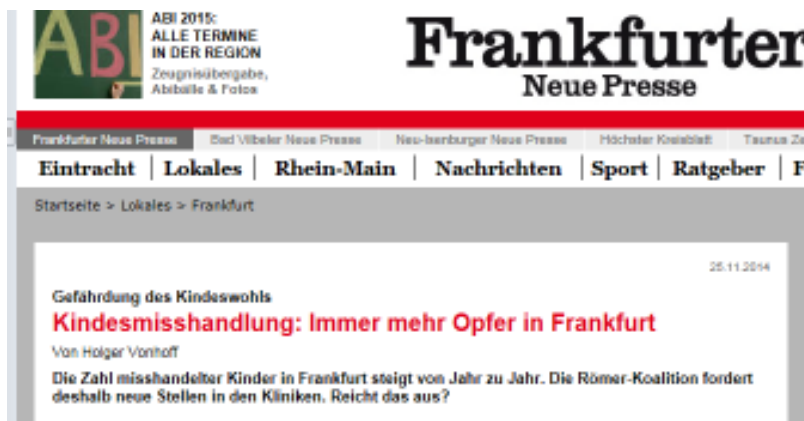 ABI
ABI 2015:
ALLE TERMINE
IN DER REGION
Zeugnisübergabe,
Abibälle & Fotos
Frankfurter
Neue Presse
Frankfurter Neue Presse Bad Vilbeler Neue Presse Neu-Isenburger Neue Presse Höchster Kreisblatt Taunus Ze
Eintracht | Lokales | Rhein-Main | Nachrichten | Sport | Ratgeber | F
Startseite > Lokales > Frankfurt
25.11.2014
Gefährdung des Kindeswohls
Kindesmisshandlung: Immer mehr Opfer in Frankfurt
Von Holger Vonhoff
Die Zahl misshandelter Kinder in Frankfurt steigt von Jahr zu Jahr. Die Römer-Koalition fordert
deshalb neue Stellen in den Kliniken. Reicht das aus?